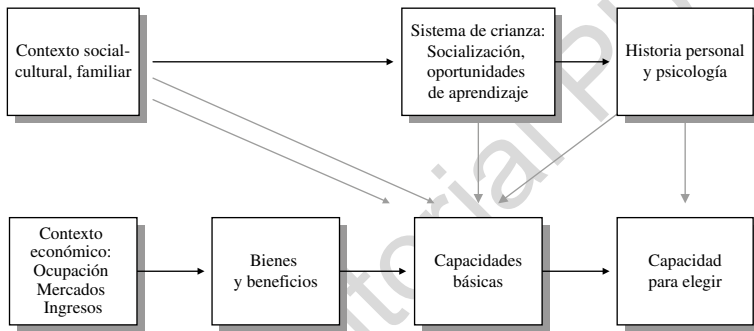 Contexto social-
cultural, familiar
Sistema de crianza:
Socialización,
oportunidades
de aprendizaje
Historia personal
y psicología
Contexto
económico:
Ocupación
Mercados
Ingresos
Bienes
y beneficios
Capacidades
básicas
Capacidad
para elegir